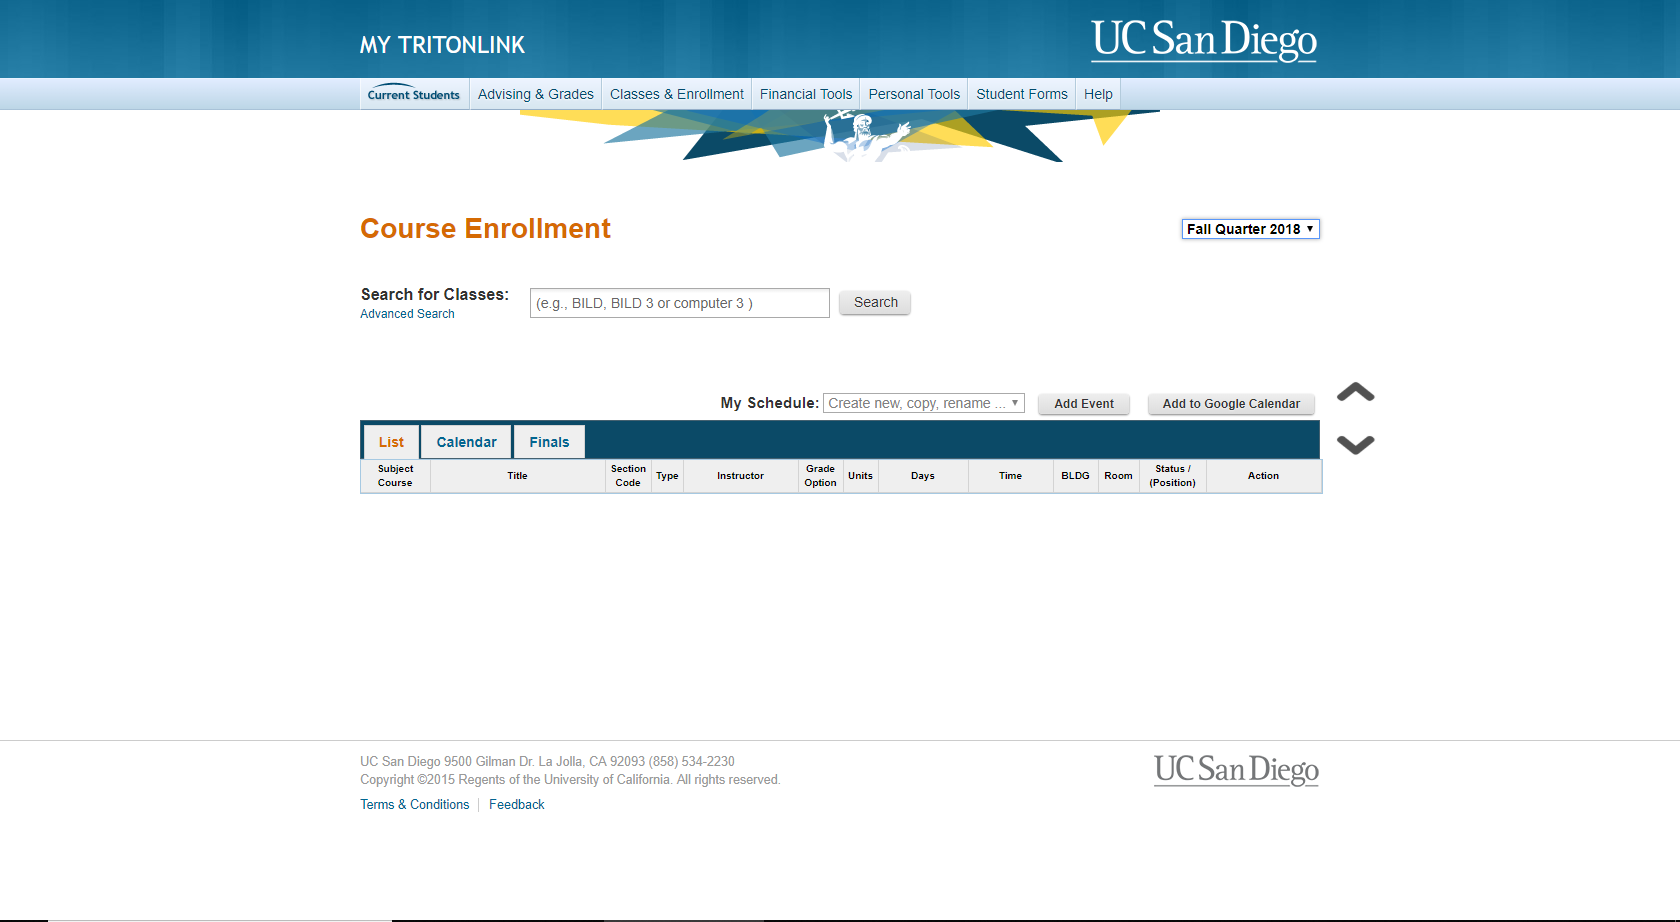 MY TRITONLINK
UC San Diego
Current Students
Advising & Grades
Classes & Enrollment
Financial Tools
Personal Tools
Student Forms
Help
Course Enrollment
Fall Quarter 2018
Search for Classes:
(e.g., BILD, BILD 3 or computer 3 )
Search
Advanced Search
My Schedule:
Create new, copy, rename ...
Add Event
Add to Google Calendar
List
Calendar
Finals
Subject
Course
Title
Section
Code
Type
Instructor
Grade
Option
Units
Days
Time
BLDG
Room
Status /
(Position)
Action
UC San Diego 9500 Gilman Dr. La Jolla, CA 92093 (858) 534-2230
Copyright ©2015 Regents of the University of California. All rights reserved.
Terms & Conditions
Feedback
UC San Diego